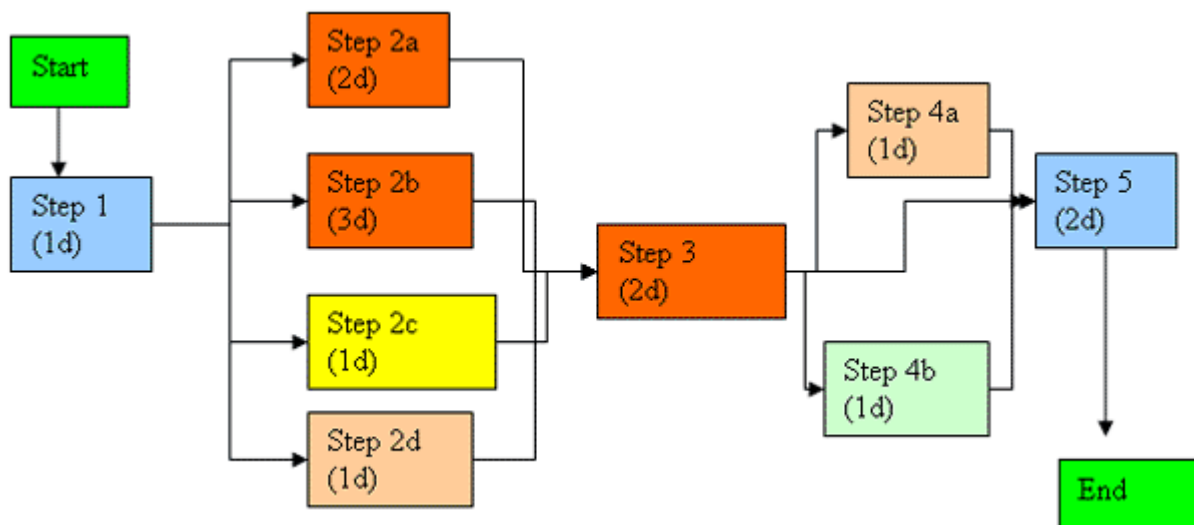 Start
Step 1
(1d)
Step 2a
(2d)
Step 2b
(3d)
Step 2c
(1d)
Step 2d
(1d)
Step 3
(2d)
Step 4a
(1d)
Step 4b
(1d)
Step 5
(2d)
End